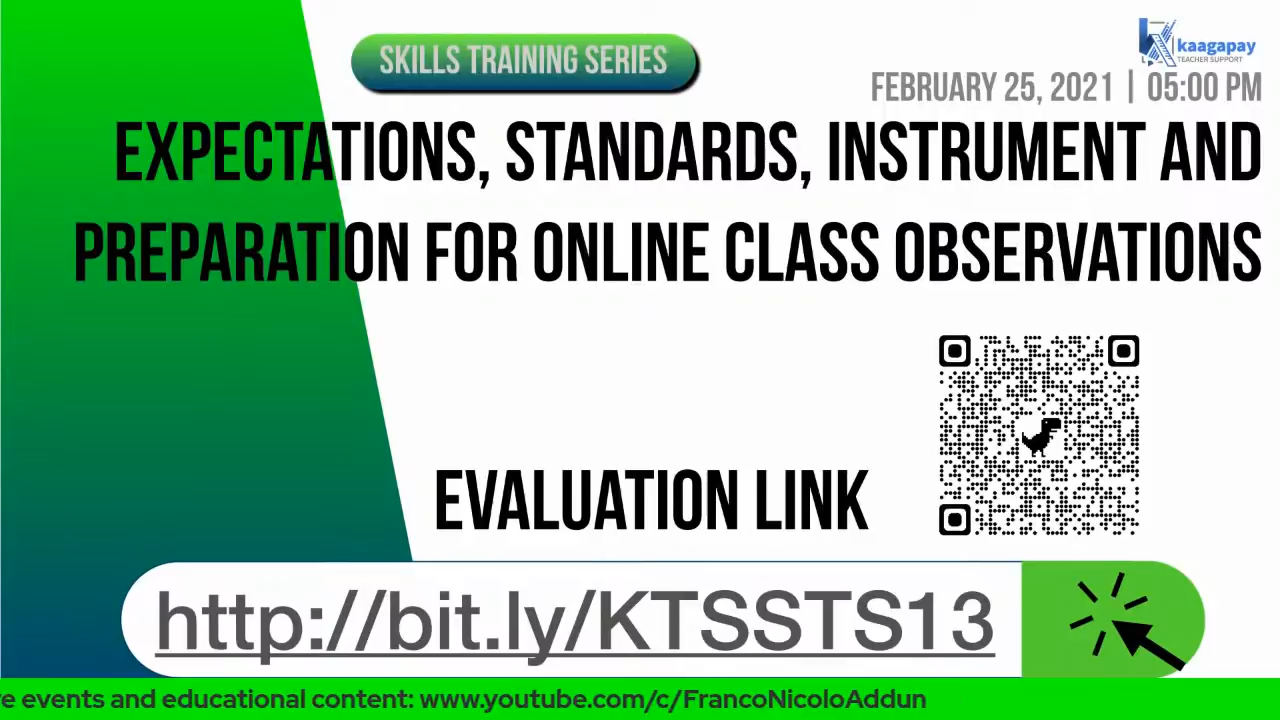 SKILLS TRAINING SERIES
kaagapay
TEACHER SUPPORT
FEBRUARY 25, 2021 | 05:00 PM
EXPECTATIONS, STANDARDS, INSTRUMENT AND
PREPARATION FOR ONLINE CLASS OBSERVATIONS
EVALUATION LINK
http://bit.ly/KTSSTS13
events and educational content: www.youtube.com/c/FrancoNicoloAddun